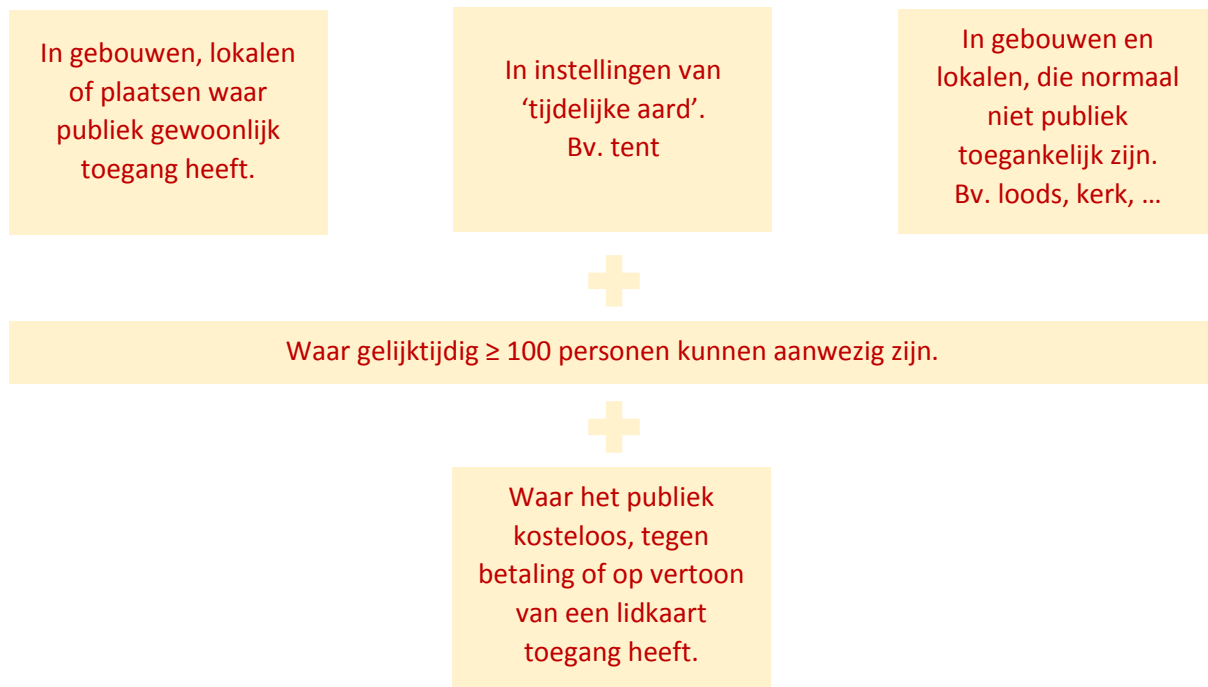 In gebouwen, lokalen
of plaatsen waar
publiek gewoonlijk
toegang heeft.
In instellingen van
‘tijdelijke aard’.
Bv. tent
In gebouwen en
lokalen, die normaal
niet publiek
toegankelijk zijn.
Bv. loods, kerk, …
Waar gelijktijdig ≥ 100 personen kunnen aanwezig zijn.
Waar het publiek
kosteloos, tegen
betaling of op vertoon
van een lidkaart
toegang heeft.